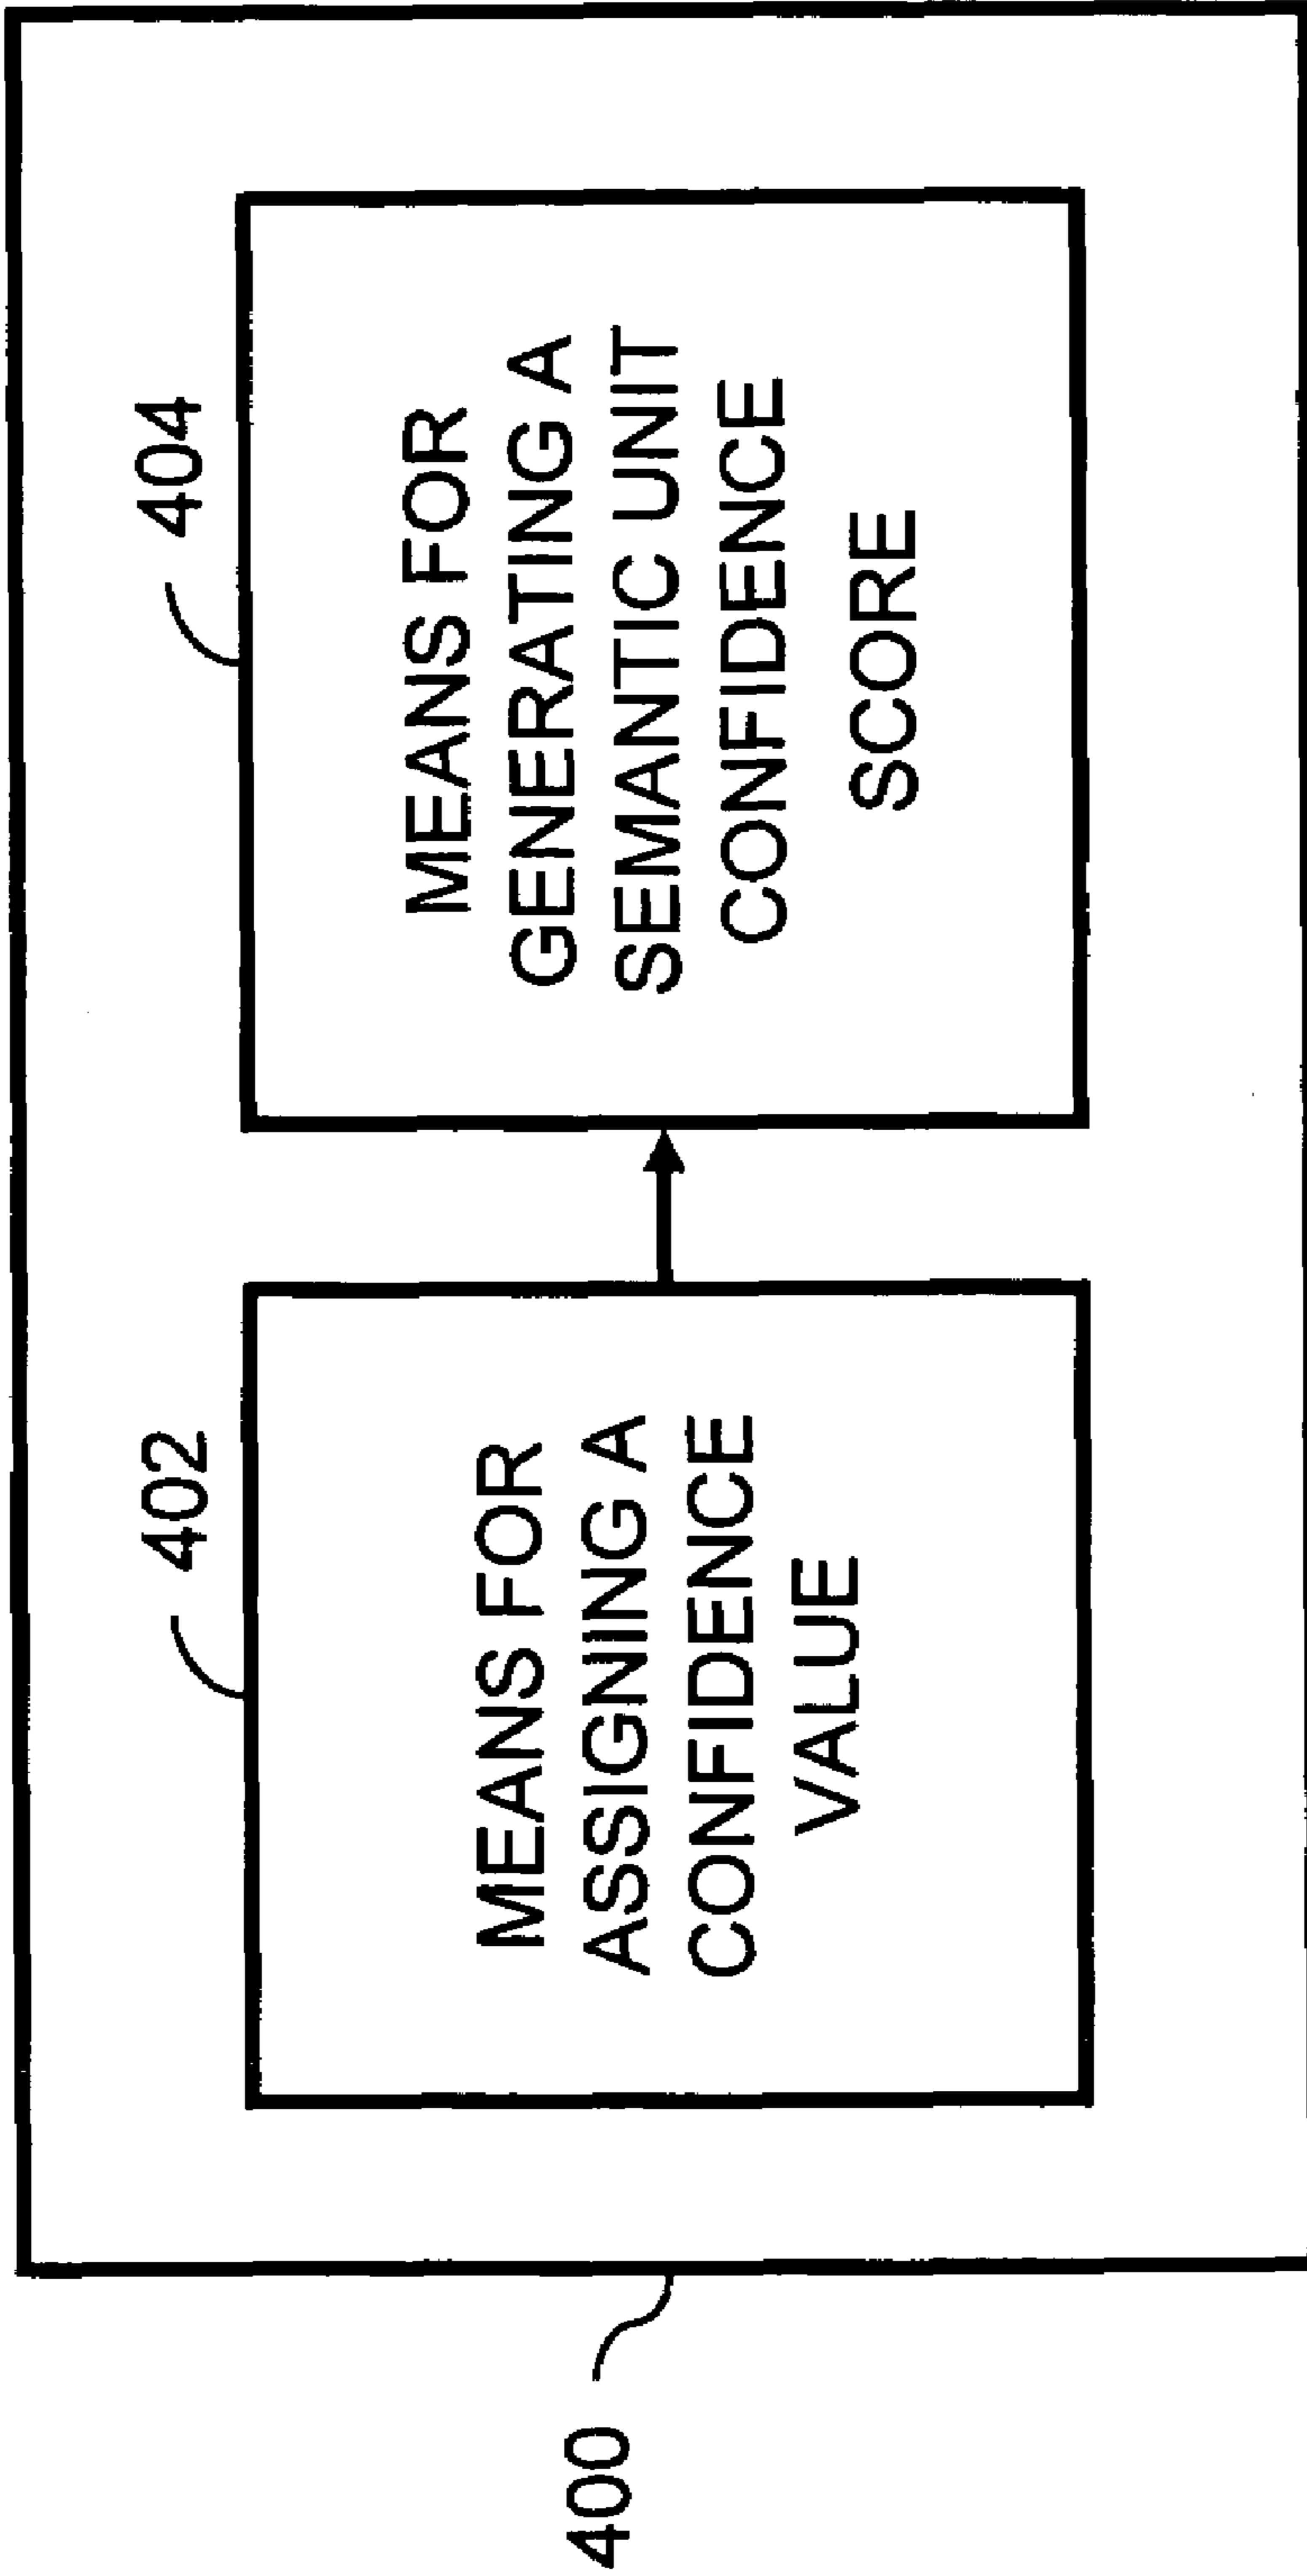 400
402
MEANS FOR
ASSIGNING A
CONFIDENCE
VALUE
404
MEANS FOR
GENERATING A
SEMANTIC UNIT
CONFIDENCE
SCORE